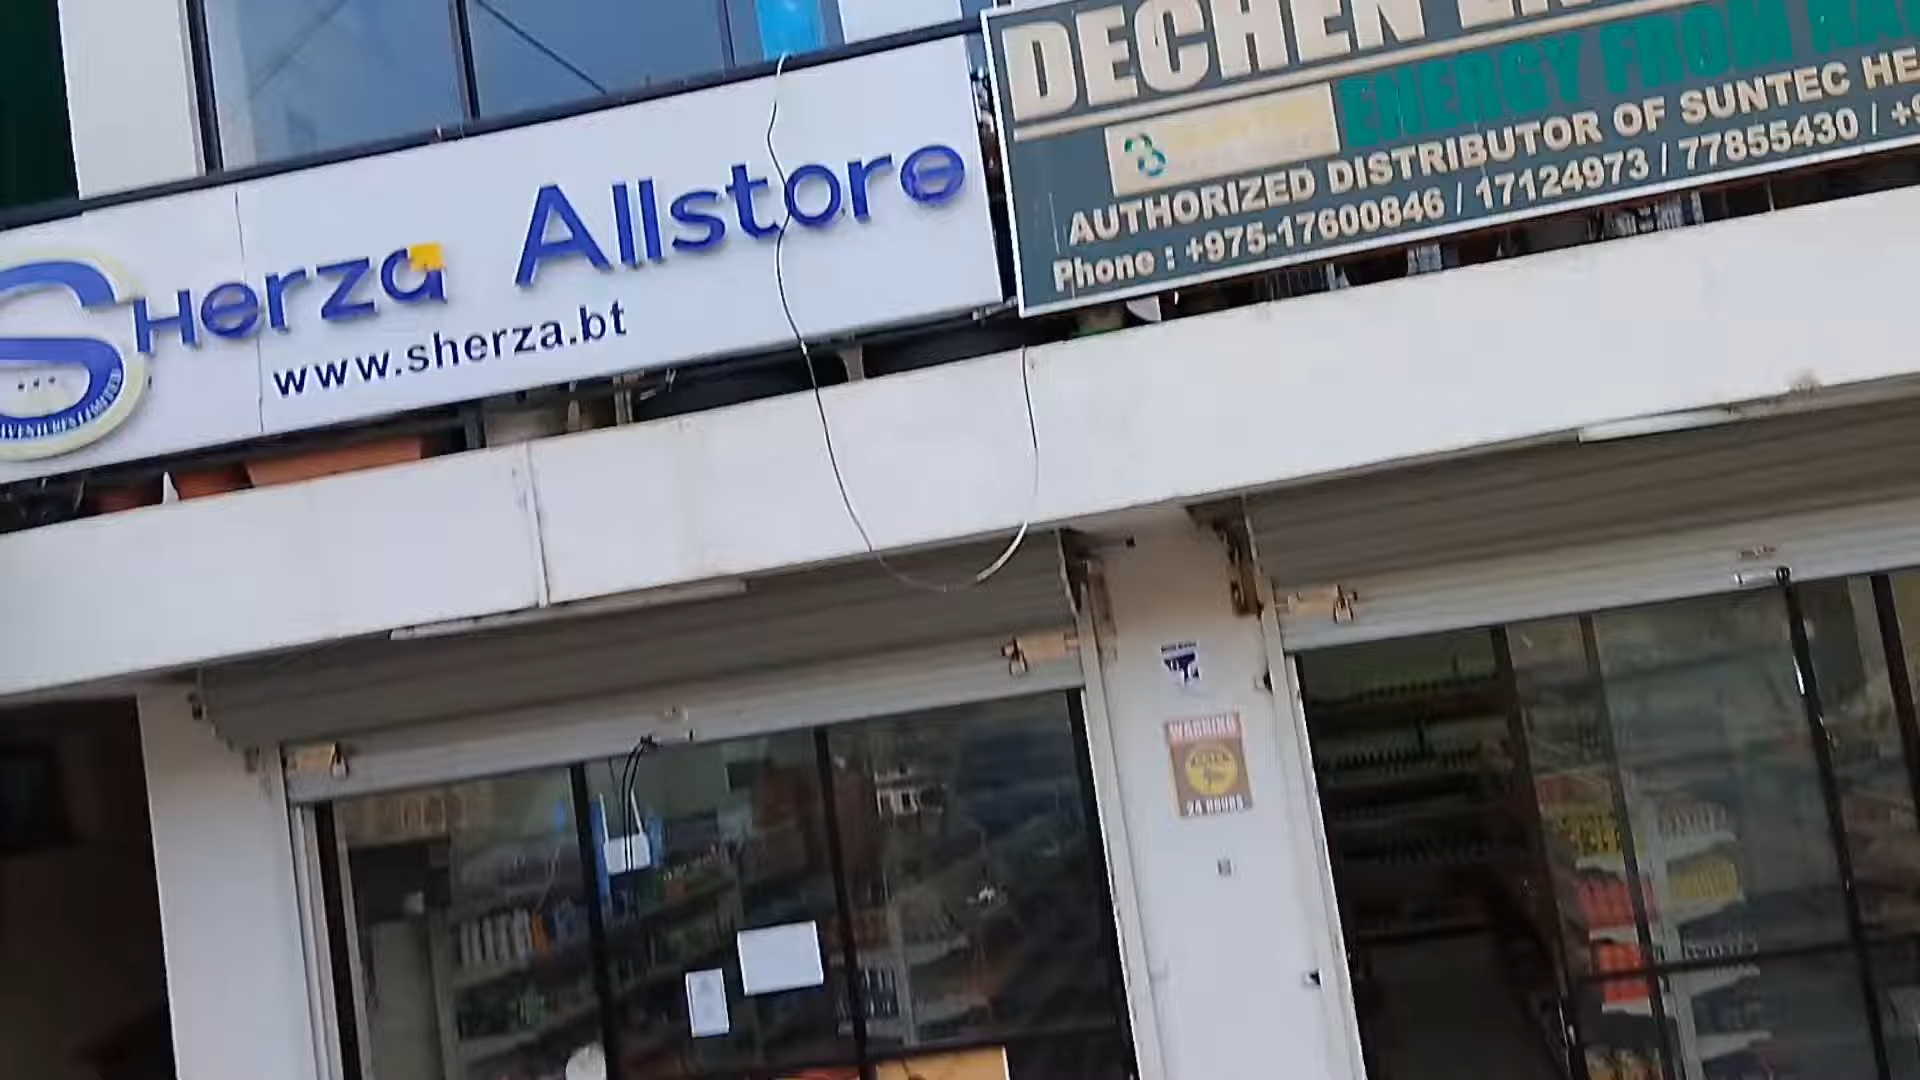 Sherza Allstore
www.sherza.bt
DECHEN
ENERGY FROM
AUTHORIZED DISTRIBUTOR OF SUNTEC
Phone : +975-17600846 / 17124973 / 77855430 /
WARNING
24 HOURS